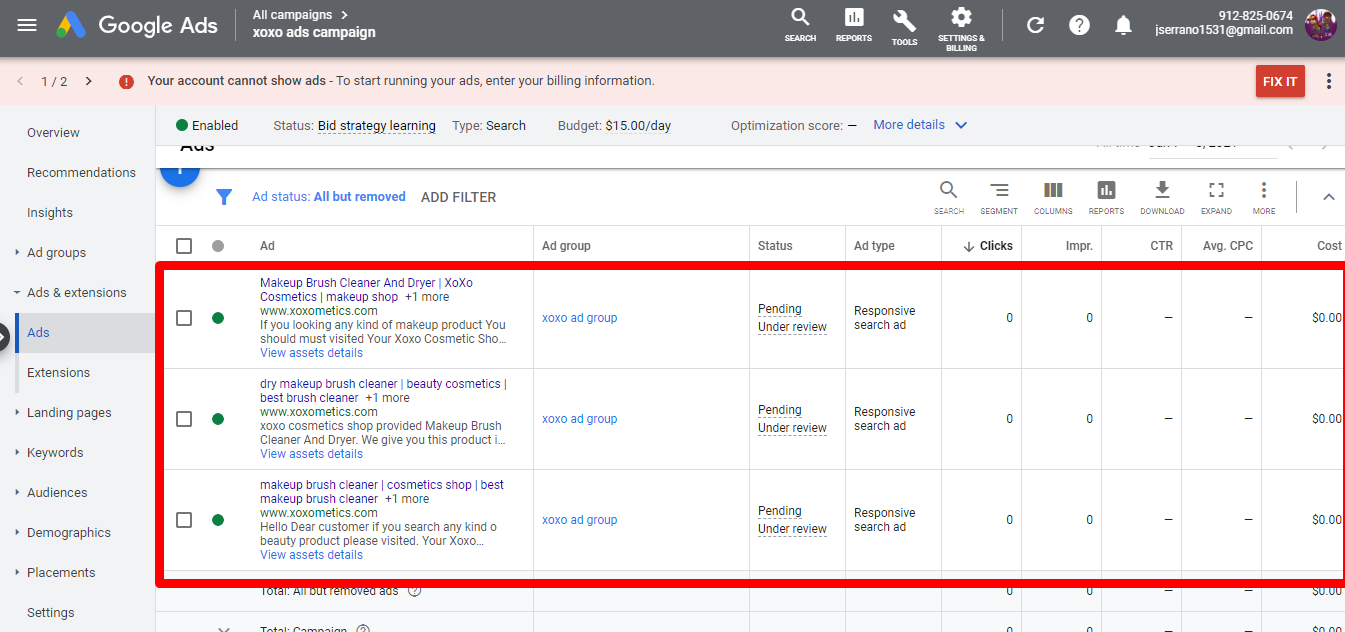 Google Ads
All campaigns
xoxo ads campaign
SEARCH
REPORTS
TOOLS
SETTINGS &
BILLING
912-825-0674
jserrano1531@gmail.com
1 / 2
Your account cannot show ads - To start running your ads, enter your billing information.
FIX IT
Overview
Recommendations
Insights
Ad groups
Ads & extensions
Ads
Extensions
Landing pages
Keywords
Audiences
Demographics
Placements
Settings
Enabled Status: Bid strategy learning Type: Search Budget: $15.00/day Optimization score: — More details
Ads
All time
Ad status: All but removed ADD FILTER
SEARCH SEGMENT COLUMNS REPORTS DOWNLOAD EXPAND MORE
Ad Ad group Status Ad type Clicks Impr. CTR Avg. CPC Cost
Makeup Brush Cleaner And Dryer | XoXo
Cosmetics | makeup shop +1 more
www.xoxometics.com
If you looking any kind of makeup product You
should must visited Your Xoxo Cosmetic Sho...
View assets details
xoxo ad group
Pending
Under review
Responsive
search ad
0 0 — — $0.00
dry makeup brush cleaner | beauty cosmetics |
best brush cleaner +1 more
www.xoxometics.com
xoxo cosmetics shop provided Makeup Brush
Cleaner And Dryer. We give you this product i...
View assets details
xoxo ad group
Pending
Under review
Responsive
search ad
0 0 — — $0.00
makeup brush cleaner | cosmetics shop | best
makeup brush cleaner +1 more
www.xoxometics.com
Hello Dear customer if you search any kind o
beauty product please visited. Your Xoxo...
View assets details
xoxo ad group
Pending
Under review
Responsive
search ad
0 0 — — $0.00
Total: All but removed ads 0 0 — — $0.00
Total: Campaign 0 0 — — $0.00